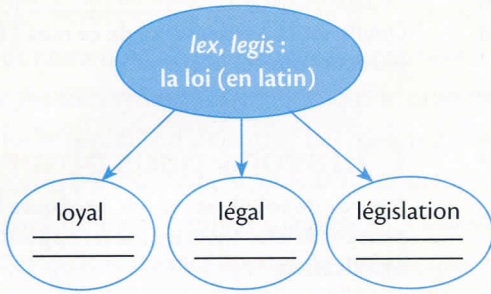 lex, legis :
la loi (en latin)
loyal
légal
législation